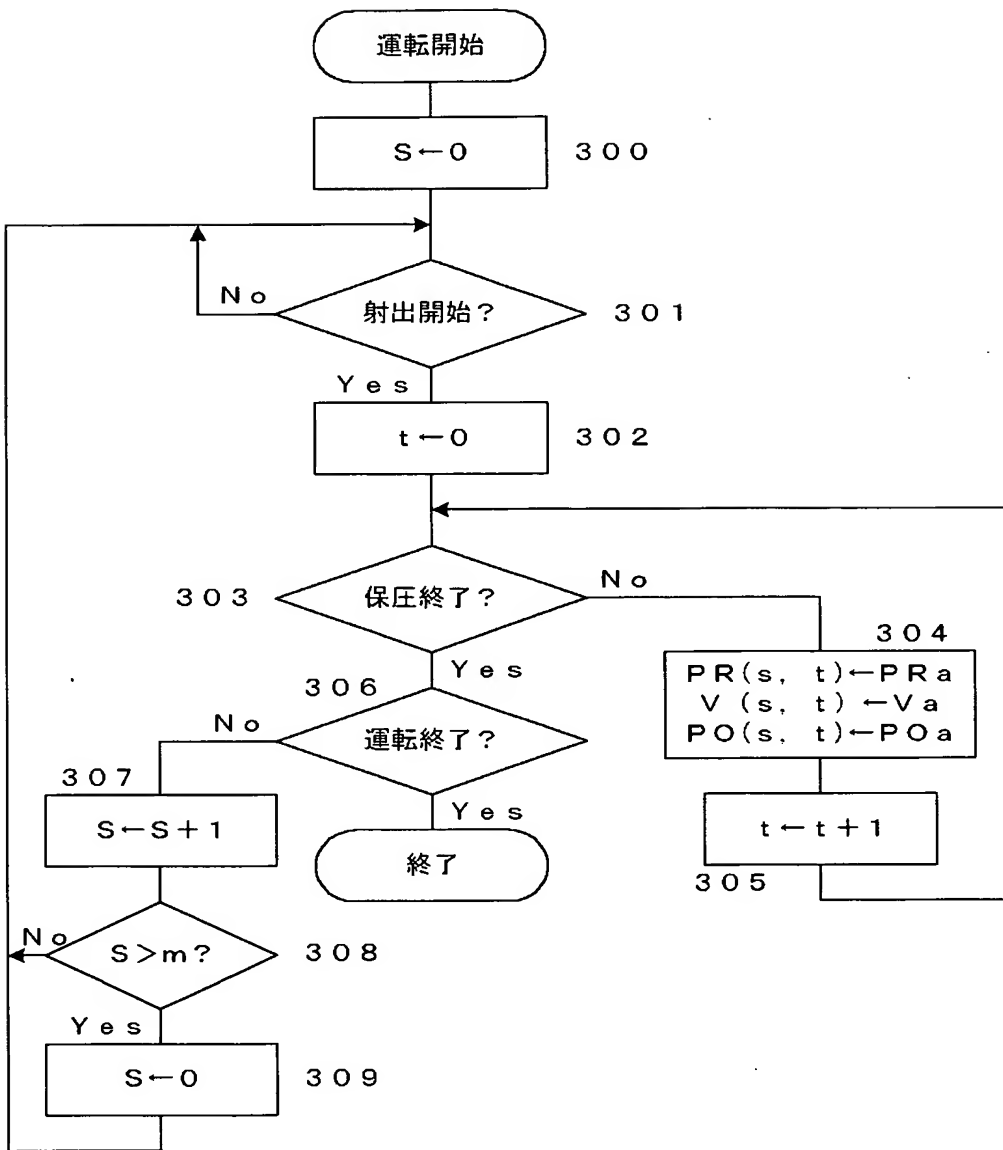 運転開始
S←0
300
No
射出開始?
301
Yes
t←0
302
303
保圧終了?
No
304
PR(s, t)←PRa
V (s, t) ←Va
PO(s, t)←POa
Yes
306
No
運転終了?
307
S←S+1
t←t+1
305
Yes
終了
No
S>m?
308
Yes
S←0
309